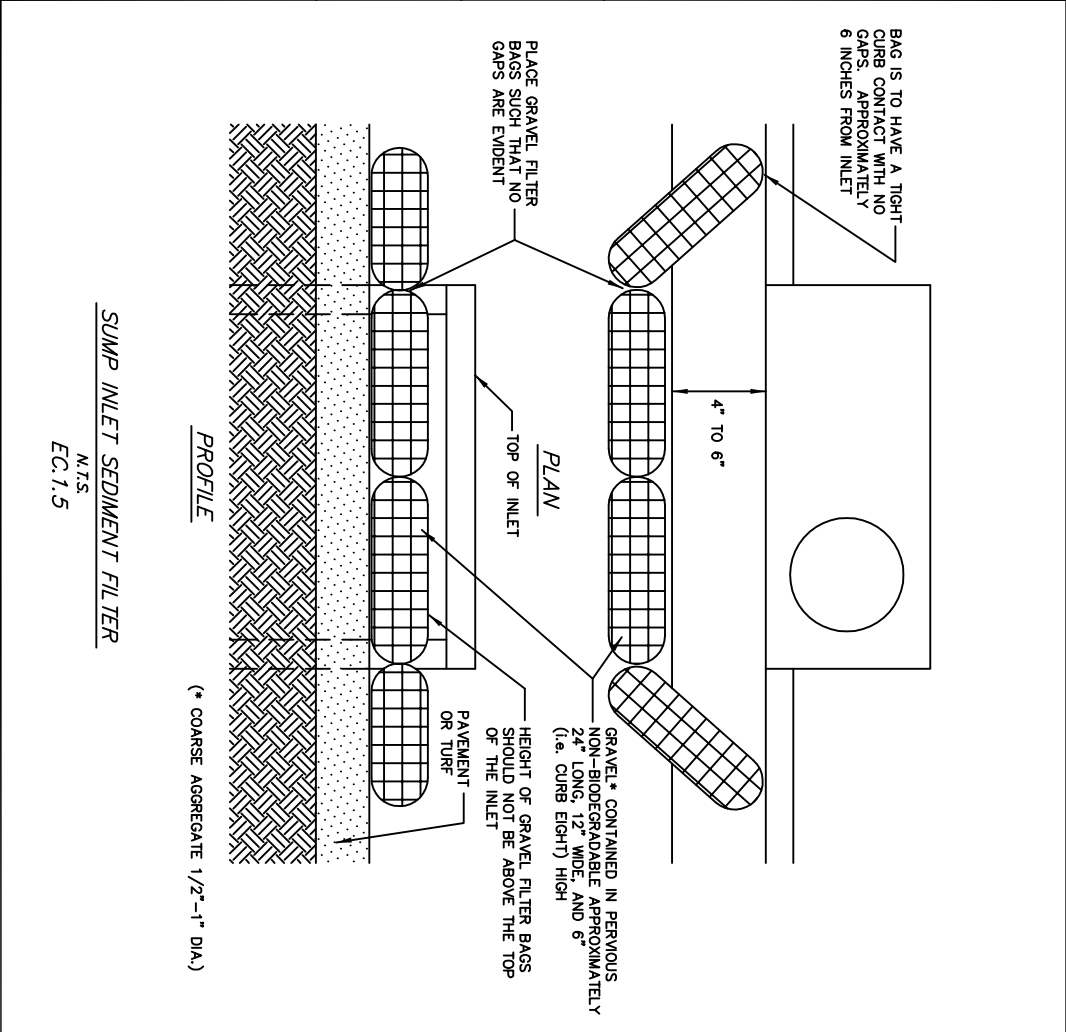 BAG IS TO HAVE A TIGHT
CURB CONTACT WITH NO
GAPS. APPROXIMATELY
6 INCHES FROM INLET
4" TO 6"
GRAVEL* CONTAINED IN PERVIOUS
NON-BIODEGRADABLE APPROXIMATELY
24" LONG, 12" WIDE, AND 6"
(i.e. CURB EIGHT) HIGH
PLAN
PLACE GRAVEL FILTER
BAGS SUCH THAT NO
GAPS ARE EVIDENT
TOP OF INLET
HEIGHT OF GRAVEL FILTER BAGS
SHOULD NOT BE ABOVE THE TOP
OF THE INLET
PAVEMENT
OR TURF
PROFILE
(* COARSE AGGREGATE 1/2"-1" DIA.)
SUMP INLET SEDIMENT FILTER
N.T.S.
EC.1.5